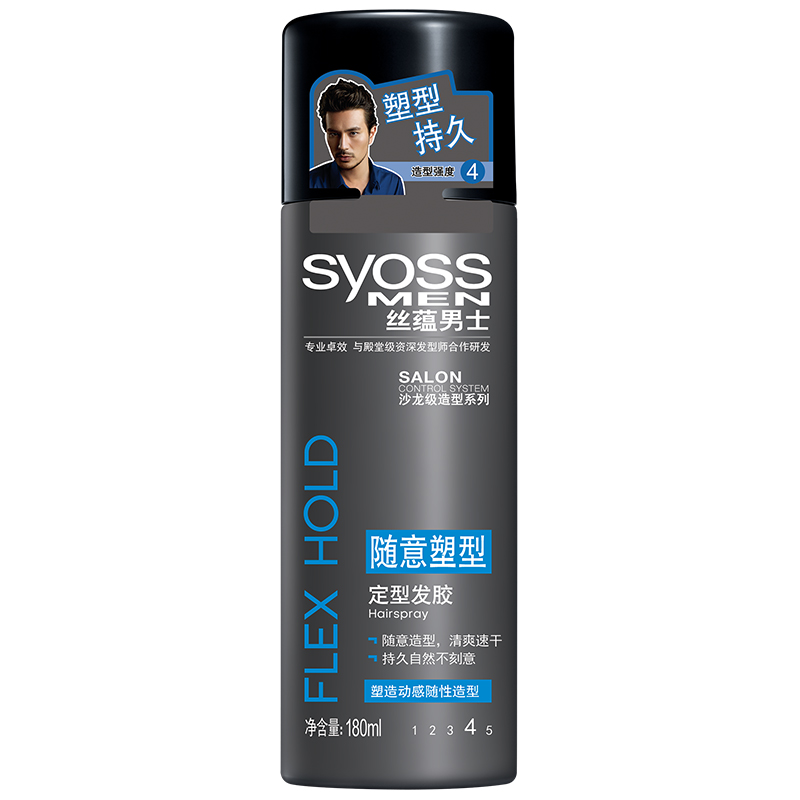 塑型
持久
造型强度 4
syoss
MEN
丝蕴男士
专业卓效 与殿堂级资深发型师合作研发
SALON
CONTROL SYSTEM
沙龙级造型系列
FLEX HOLD
随意塑型
定型发胶
Hairspray
随意造型，清爽速干
持久自然不刻意
塑造动感随性造型
净含量: 180ml
1 2 3 4 5